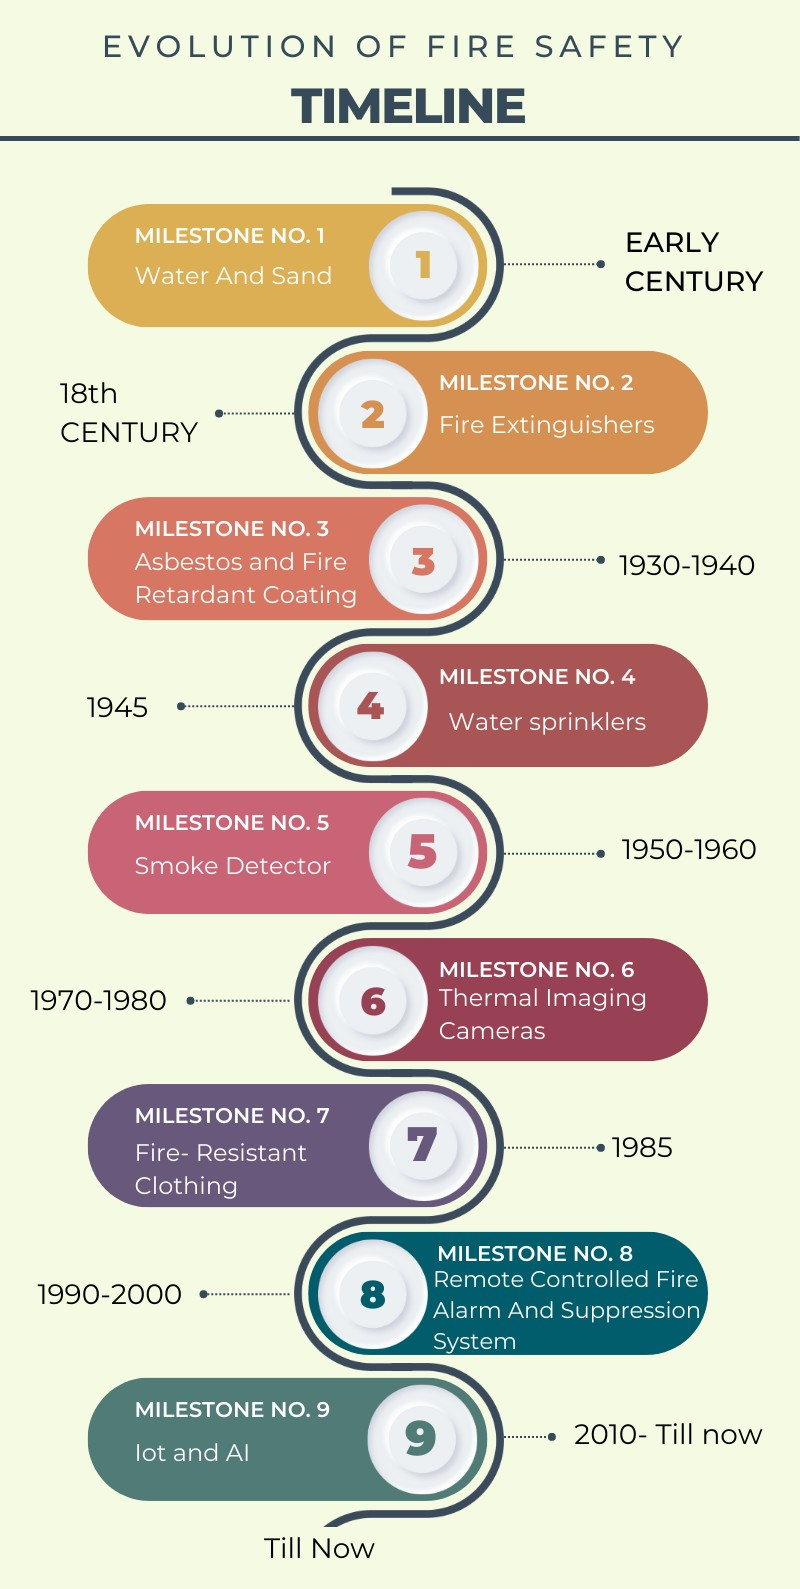 EVOLUTION OF FIRE SAFETY
TIMELINE
MILESTONE NO. 1
Water And Sand
1
EARLY
CENTURY
18th
CENTURY
2
MILESTONE NO. 2
Fire Extinguishers
MILESTONE NO. 3
Asbestos and Fire
Retardant Coating
3
1930-1940
1945
4
MILESTONE NO. 4
Water sprinklers
MILESTONE NO. 5
Smoke Detector
5
1950-1960
1970-1980
6
MILESTONE NO. 6
Thermal Imaging
Cameras
MILESTONE NO. 7
Fire- Resistant
Clothing
7
1985
1990-2000
8
MILESTONE NO. 8
Remote Controlled Fire
Alarm And Suppression
System
MILESTONE NO. 9
Iot and AI
9
2010- Till now
Till Now